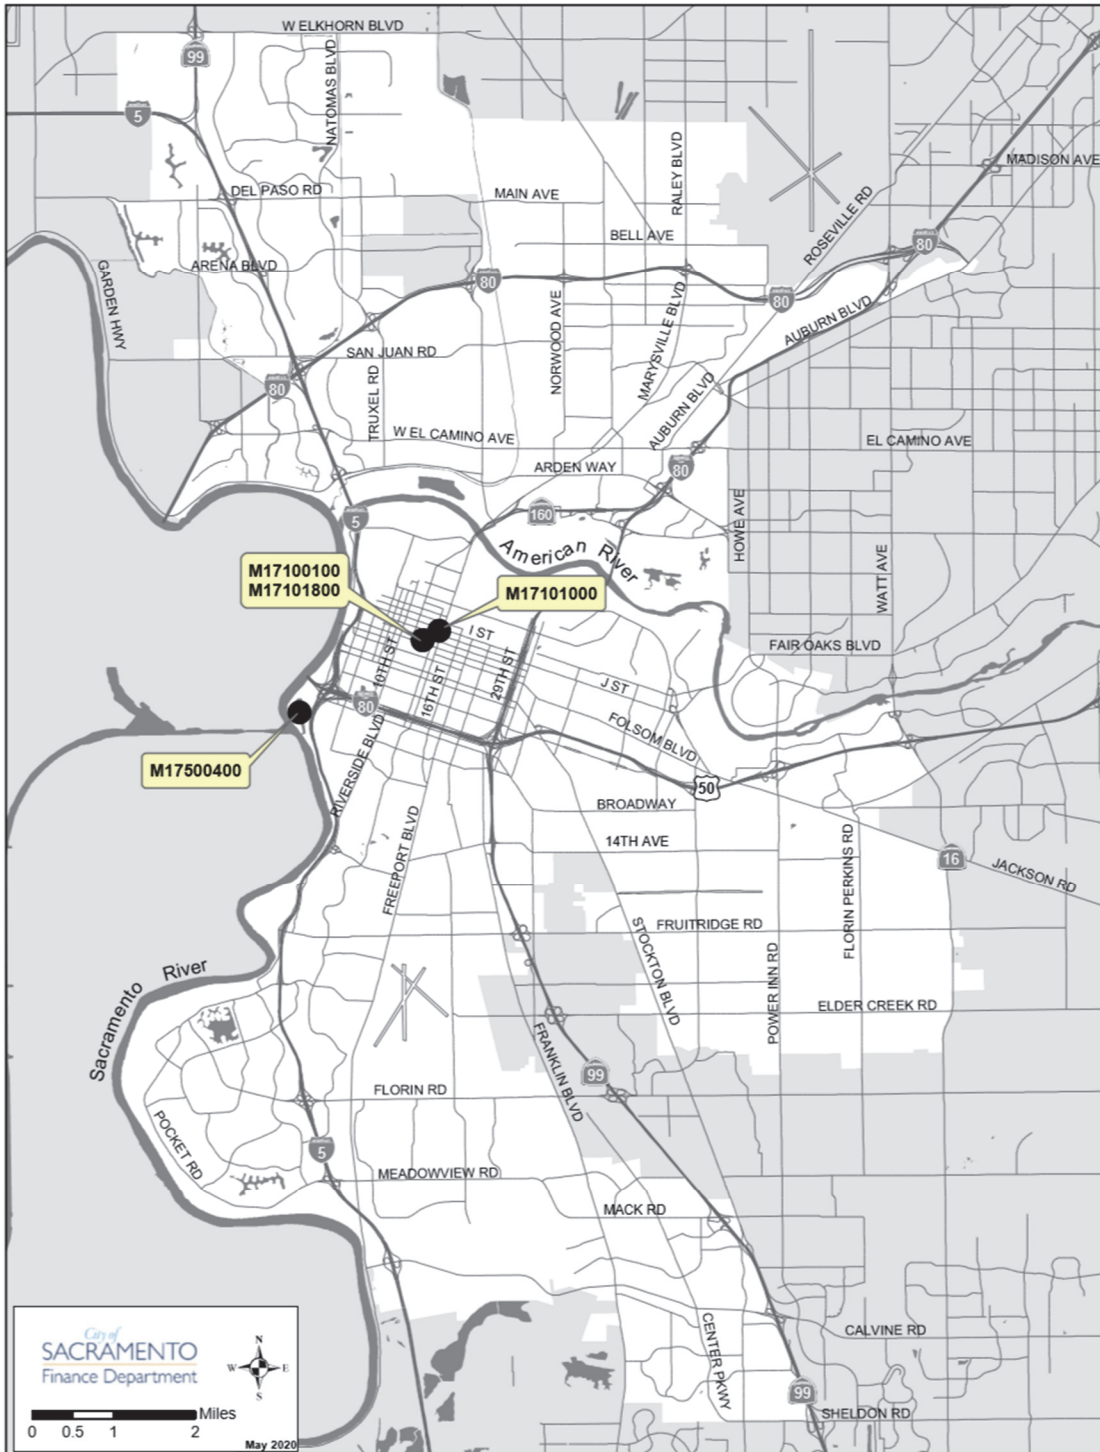 W ELKHORN BLVD
99
NATOMAS BLVD
5
RALEY BLVD
MADISON AVE
DEL PASO RD
MAIN AVE
ROSEVILLE RD
BELL AVE
80
ARENA BLVD
GARDEN HWY
80
80
NORWOOD AVE
MARYSVILLE BLVD
AUBURN BLVD
SAN JUAN RD
80
TRUXEL RD
AUBURN BLVD
W EL CAMINO AVE
EL CAMINO AVE
ARDEN WAY
80
HOWE AVE
160
5
American River
WATT AVE
M17100100
M17101800
M17101000
I ST
FAIR OAKS BLVD
10TH ST
16TH ST
29TH ST
J ST
80
FOLSOM BLVD
M17500400
RIVERSIDE BLVD
50
BROADWAY
FREEPORT BLVD
14TH AVE
FLORIN PERKINS RD
16
JACKSON RD
STOCKTON BLVD
FRUITRIDGE RD
POWER INN RD
Sacramento River
ELDER CREEK RD
FRANKLIN BLVD
99
FLORIN RD
POCKET RD
5
MEADOWVIEW RD
MACK RD
CENTER PKWY
CALVINE RD
99
SHELDON RD
City of
SACRAMENTO
Finance Department
N
W E
S
Miles
0 0.5 1 2
May 2020